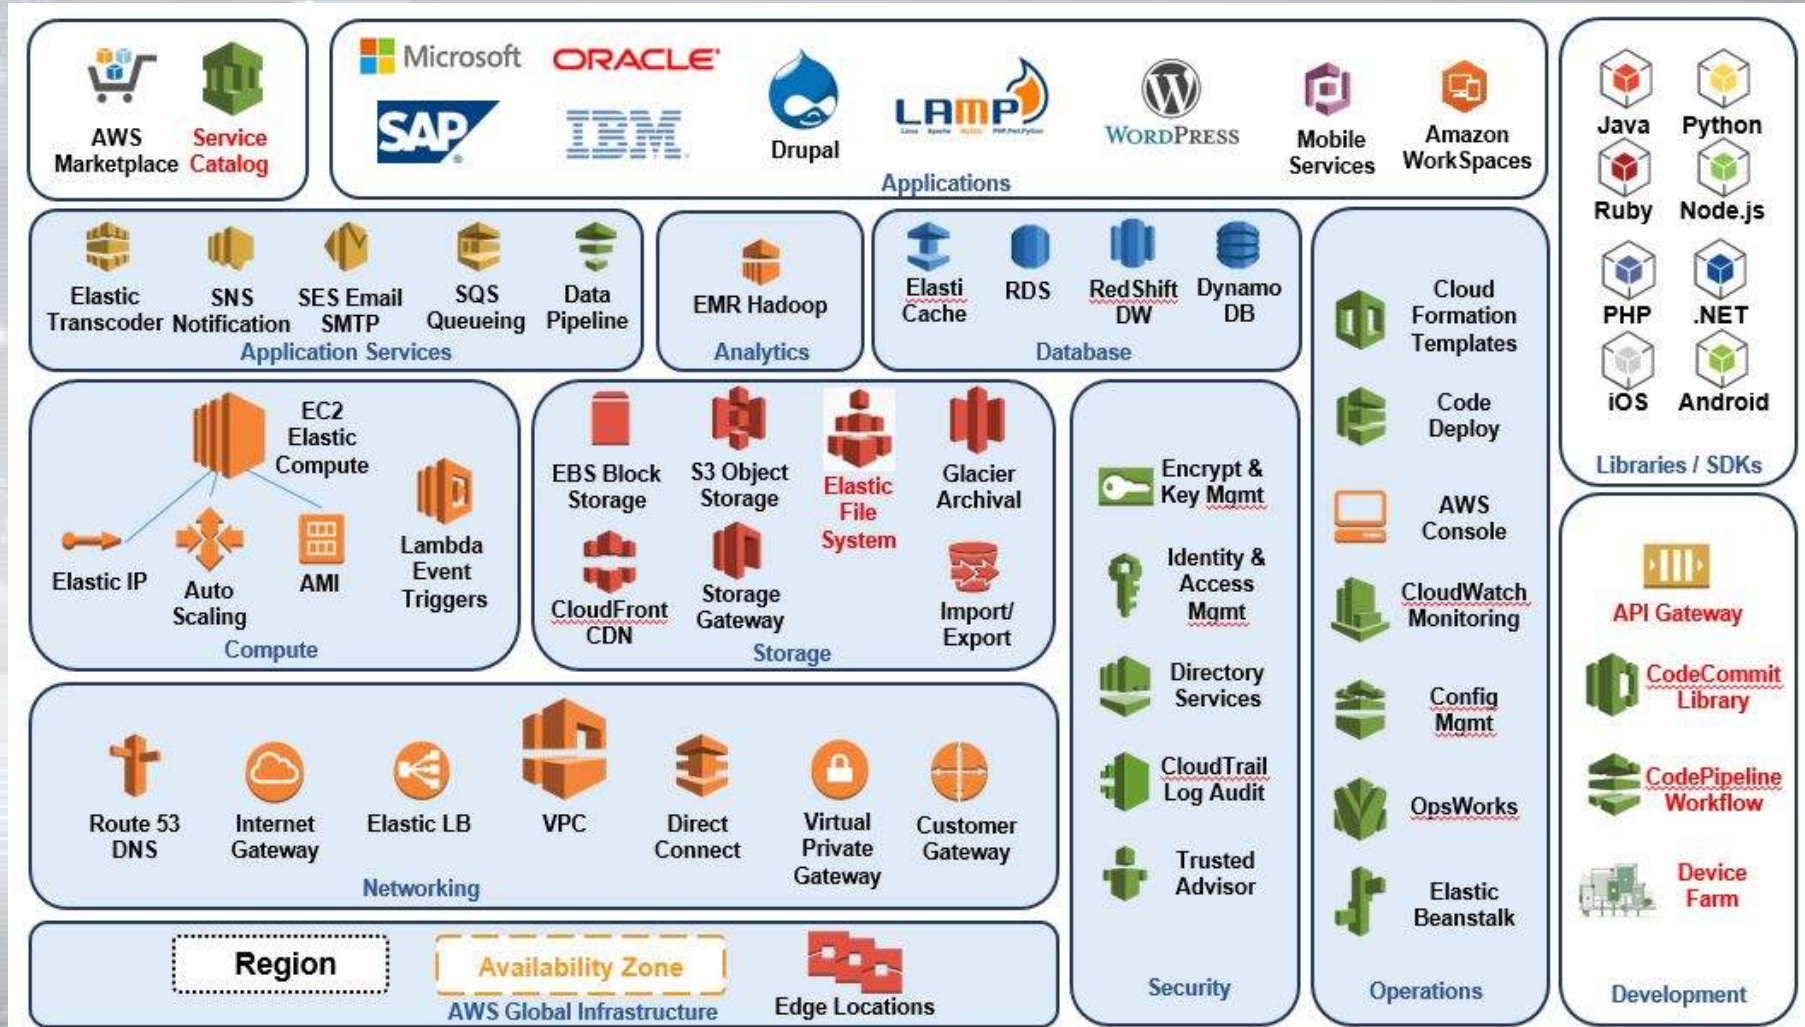 AWS
Marketplace
Service
Catalog
Microsoft
ORACLE
SAP
IBM
Drupal
LAMP
Linux Apache MySQL PHP,Perl,Python
WORDPRESS
Mobile
Services
Amazon
WorkSpaces
Applications
Java
Python
Ruby
Node.js
PHP
.NET
iOS
Android
Libraries / SDKs
Elastic
Transcoder
SNS
Notification
SES Email
SMTP
SQS
Queueing
Data
Pipeline
Application Services
EMR Hadoop
Analytics
Elasti
Cache
RDS
RedShift
DW
Dynamo
DB
Database
Cloud
Formation
Templates
Code
Deploy
AWS
Console
CloudWatch
Monitoring
Config
Mgmt
OpsWorks
Elastic
Beanstalk
Operations
EC2
Elastic
Compute
Elastic IP
Auto
Scaling
AMI
Lambda
Event
Triggers
Compute
EBS Block
Storage
S3 Object
Storage
Elastic
File
System
Glacier
Archival
CloudFront
CDN
Storage
Gateway
Import/
Export
Storage
Encrypt &
Key Mgmt
Identity &
Access
Mgmt
Directory
Services
CloudTrail
Log Audit
Trusted
Advisor
Security
API Gateway
CodeCommit
Library
CodePipeline
Workflow
Device
Farm
Development
Route 53
DNS
Internet
Gateway
Elastic LB
VPC
Direct
Connect
Virtual
Private
Gateway
Customer
Gateway
Networking
Region
Availability Zone
Edge Locations
AWS Global Infrastructure